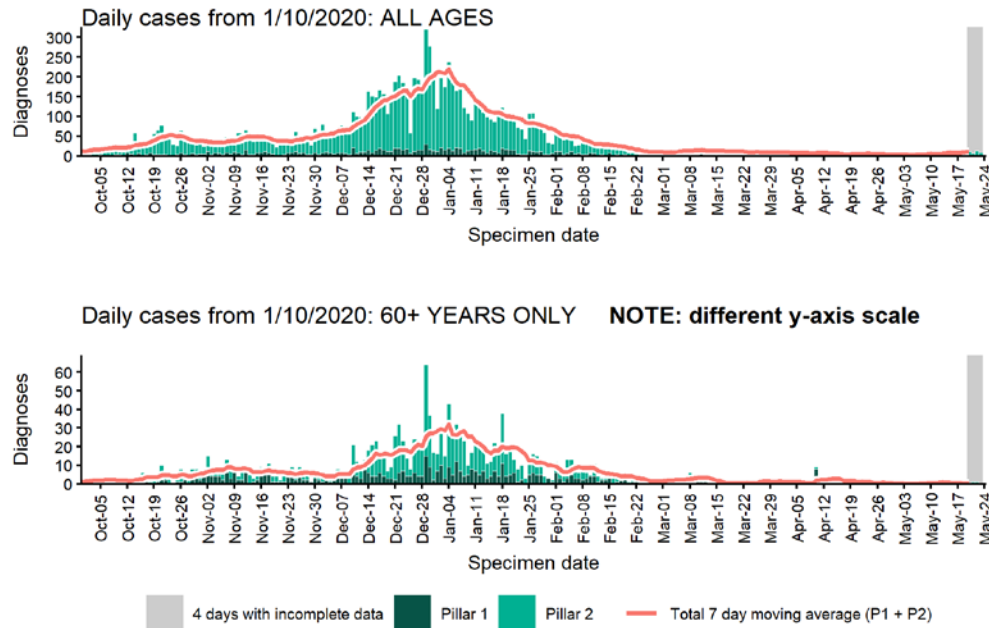 Daily cases from 1/10/2020: ALL AGES
Diagnoses
300
250
200
150
100
50
0
Oct-05
Oct-12
Oct-19
Oct-26
Nov-02
Nov-09
Nov-16
Nov-23
Nov-30
Dec-07
Dec-14
Dec-21
Dec-28
Jan-04
Jan-11
Jan-18
Jan-25
Feb-01
Feb-08
Feb-15
Feb-22
Mar-01
Mar-08
Mar-15
Mar-22
Mar-29
Apr-05
Apr-12
Apr-19
Apr-26
May-03
May-10
May-17
May-24
Specimen date
Daily cases from 1/10/2020: 60+ YEARS ONLY NOTE: different y-axis scale
Diagnoses
60
50
40
30
20
10
0
Oct-05
Oct-12
Oct-19
Oct-26
Nov-02
Nov-09
Nov-16
Nov-23
Nov-30
Dec-07
Dec-14
Dec-21
Dec-28
Jan-04
Jan-11
Jan-18
Jan-25
Feb-01
Feb-08
Feb-15
Feb-22
Mar-01
Mar-08
Mar-15
Mar-22
Mar-29
Apr-05
Apr-12
Apr-19
Apr-26
May-03
May-10
May-17
May-24
Specimen date
4 days with incomplete data Pillar 1 Pillar 2 Total 7 day moving average (P1 + P2)